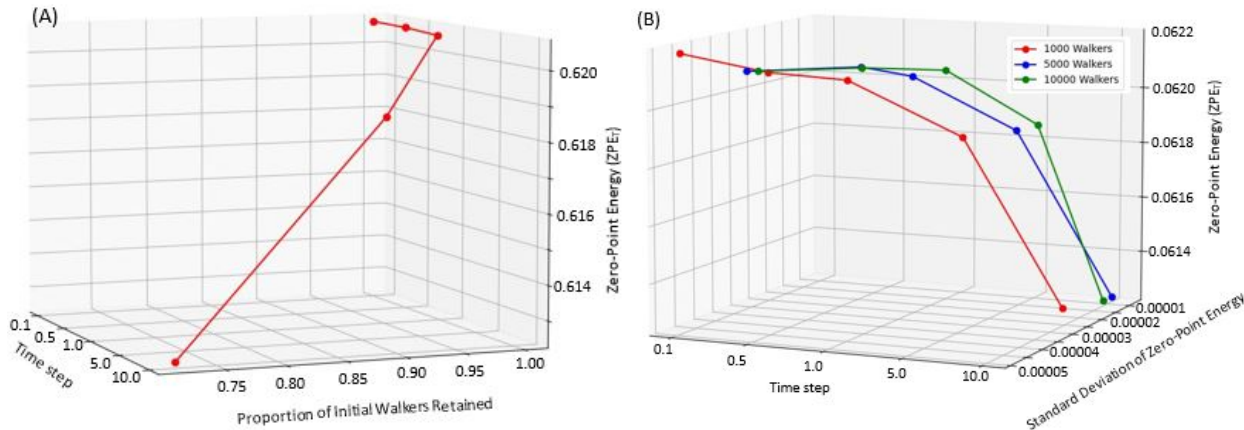 (A)
0.620
0.618
0.616
0.614
Zero-Point Energy (ZPE₇)
0.1
0.5
1.0
5.0
10.0
Time step
0.75
0.80
0.85
0.90
0.95
1.00
Proportion of Initial Walkers Retained
(B)
1000 Walkers
5000 Walkers
10000 Walkers
0.0622
0.0620
0.0618
0.0616
0.0614
Zero-Point Energy (ZPE₇)
0.1
0.5
1.0
5.0
10.0
Time step
0.00001
0.00002
0.00003
0.00004
0.00005
Standard Deviation of Zero-Point Energy